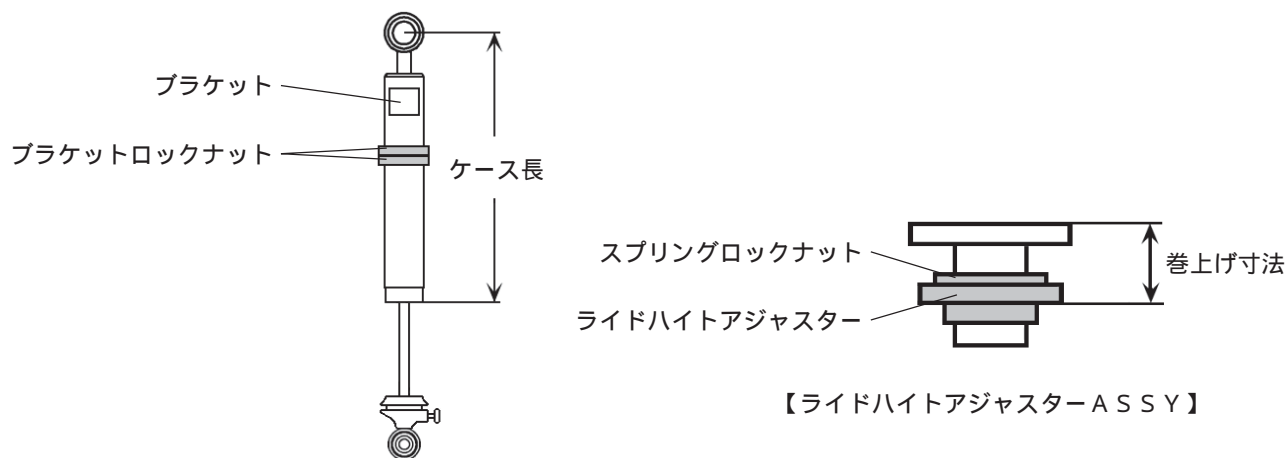 ブラケット
ブラケットロックナット
ケース長
スプリングロックナット
巻上げ寸法
ライドハイトアジャスター
【ライドハイトアジャスターＡＳＳＹ】